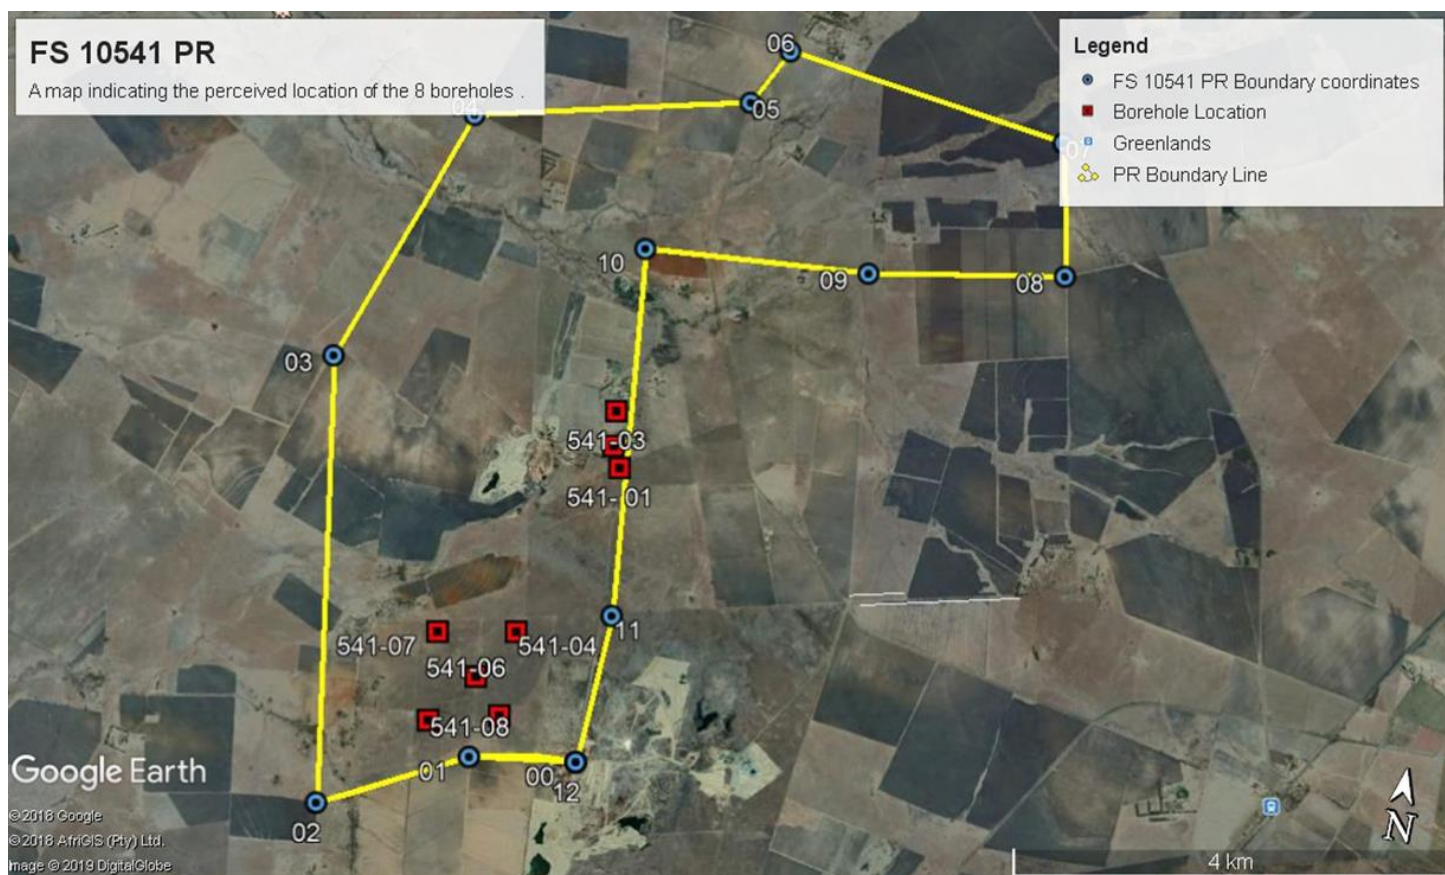 FS 10541 PR
A map indicating the perceived location of the 8 boreholes .
Legend
FS 10541 PR Boundary coordinates
Borehole Location
Greenlands
PR Boundary Line
06
04
05
07
10
09
08
03
541-03
541- 01
11
541-07
541-04
541-06
541-08
01
00
12
02
Google Earth
© 2018 Google
© 2018 AfriGIS (Pty) Ltd.
Image © 2019 DigitalGlobe
N
4 km